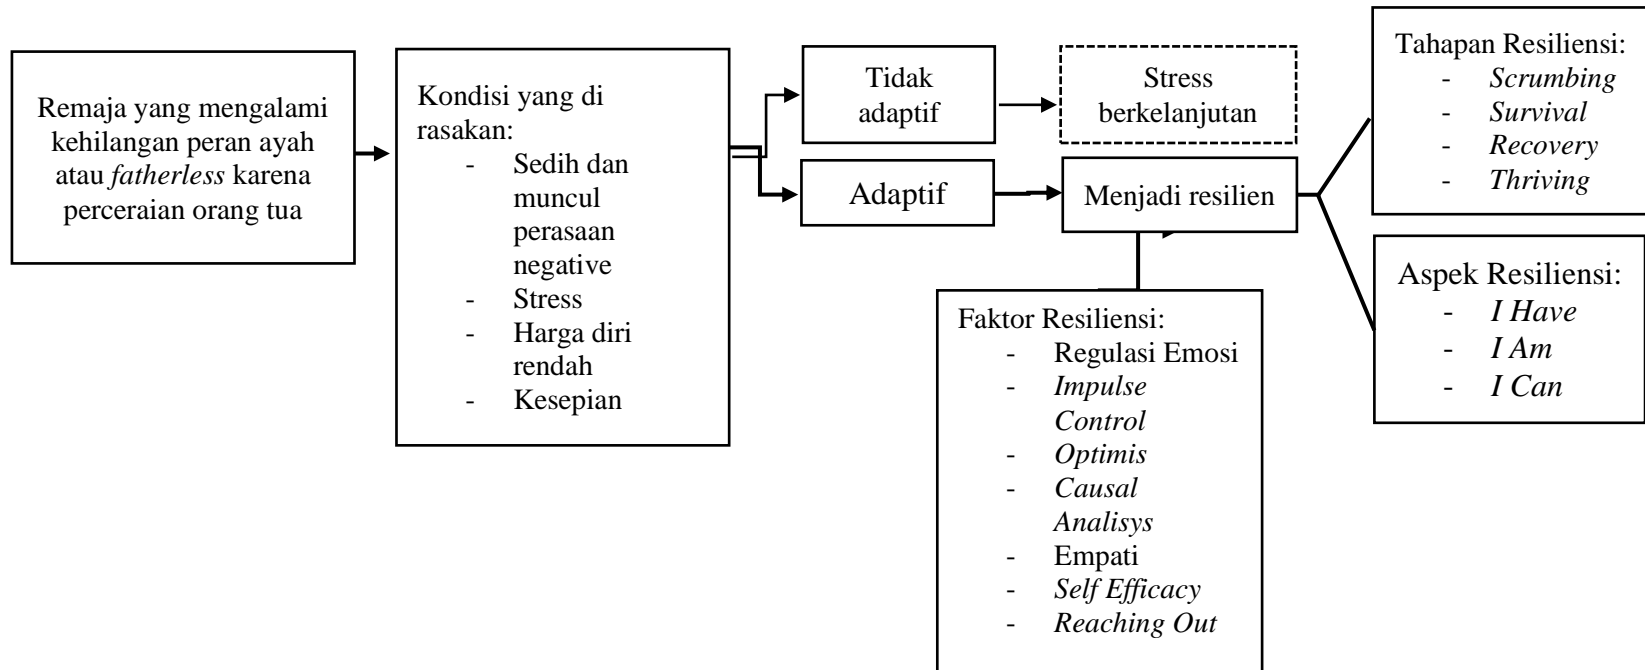 Remaja yang mengalami
kehilangan peran ayah
atau fatherless karena
perceraian orang tua
Kondisi yang di
rasakan:
- Sedih dan
muncul
perasaan
negative
- Stress
- Harga diri
rendah
- Kesepian
Tidak
adaptif
Stress
berkelanjutan
Adaptif
Menjadi resilien
Faktor Resiliensi:
- Regulasi Emosi
- Impulse
Control
- Optimis
- Causal
Analisys
- Empati
- Self Efficacy
- Reaching Out
Tahapan Resiliensi:
- Scrumbing
- Survival
- Recovery
- Thriving
Aspek Resiliensi:
- I Have
- I Am
- I Can